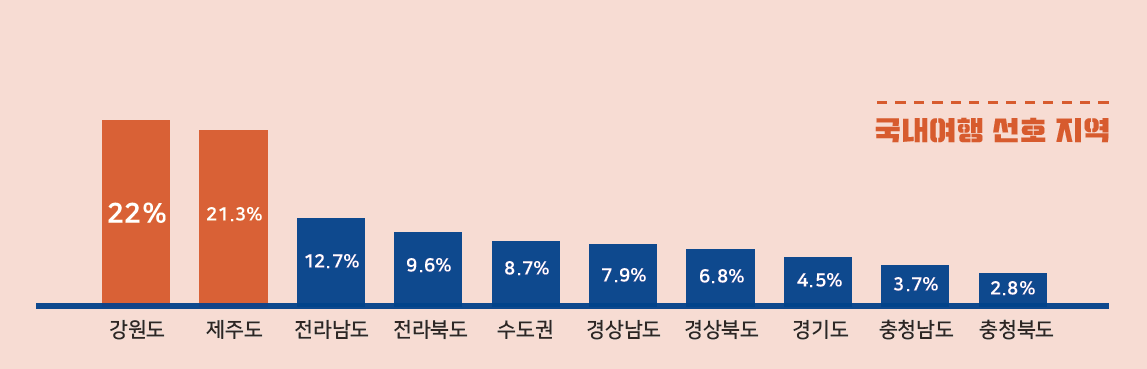 국내여행 선호 지역
22% 21.3% 12.7% 9.6% 8.7% 7.9% 6.8% 4.5% 3.7% 2.8%
강원도 제주도 전라남도 전라북도 수도권 경상남도 경상북도 경기도 충청남도 충청북도